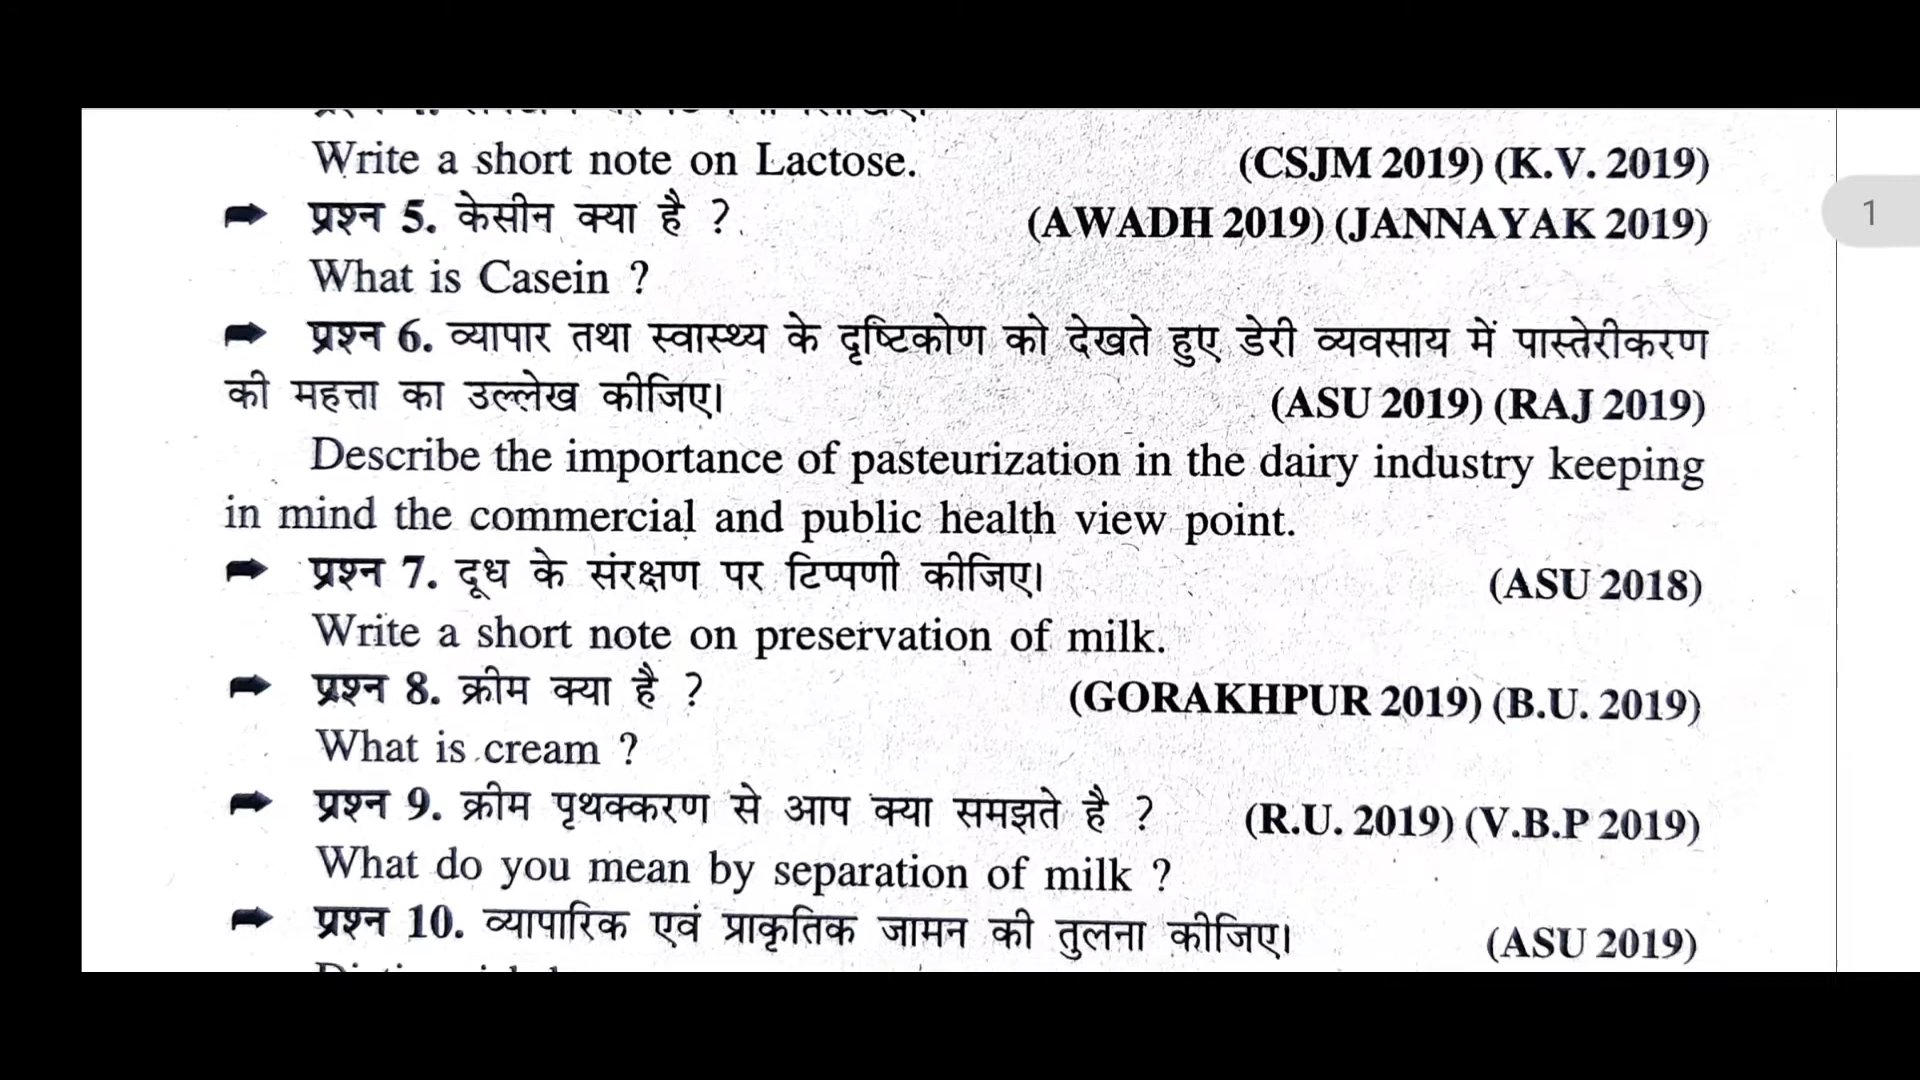 Write a short note on Lactose. (CSJM 2019) (K.V. 2019)
➡ प्रश्न 5. केसीन क्या है ? (AWADH 2019) (JANNAYAK 2019)
What is Casein ?
➡ प्रश्न 6. व्यापार तथा स्वास्थ्य के दृष्टिकोण को देखते हुए डेरी व्यवसाय में पास्तेरीकरण
की महत्ता का उल्लेख कीजिए। (ASU 2019) (RAJ 2019)
Describe the importance of pasteurization in the dairy industry keeping
in mind the commercial and public health view point.
➡ प्रश्न 7. दूध के संरक्षण पर टिप्पणी कीजिए। (ASU 2018)
Write a short note on preservation of milk.
➡ प्रश्न 8. क्रीम क्या है ? (GORAKHPUR 2019) (B.U. 2019)
What is cream ?
➡ प्रश्न 9. क्रीम पृथक्करण से आप क्या समझते है ? (R.U. 2019) (V.B.P 2019)
What do you mean by separation of milk ?
➡ प्रश्न 10. व्यापारिक एवं प्राकृतिक जामन की तुलना कीजिए। (ASU 2019)
1